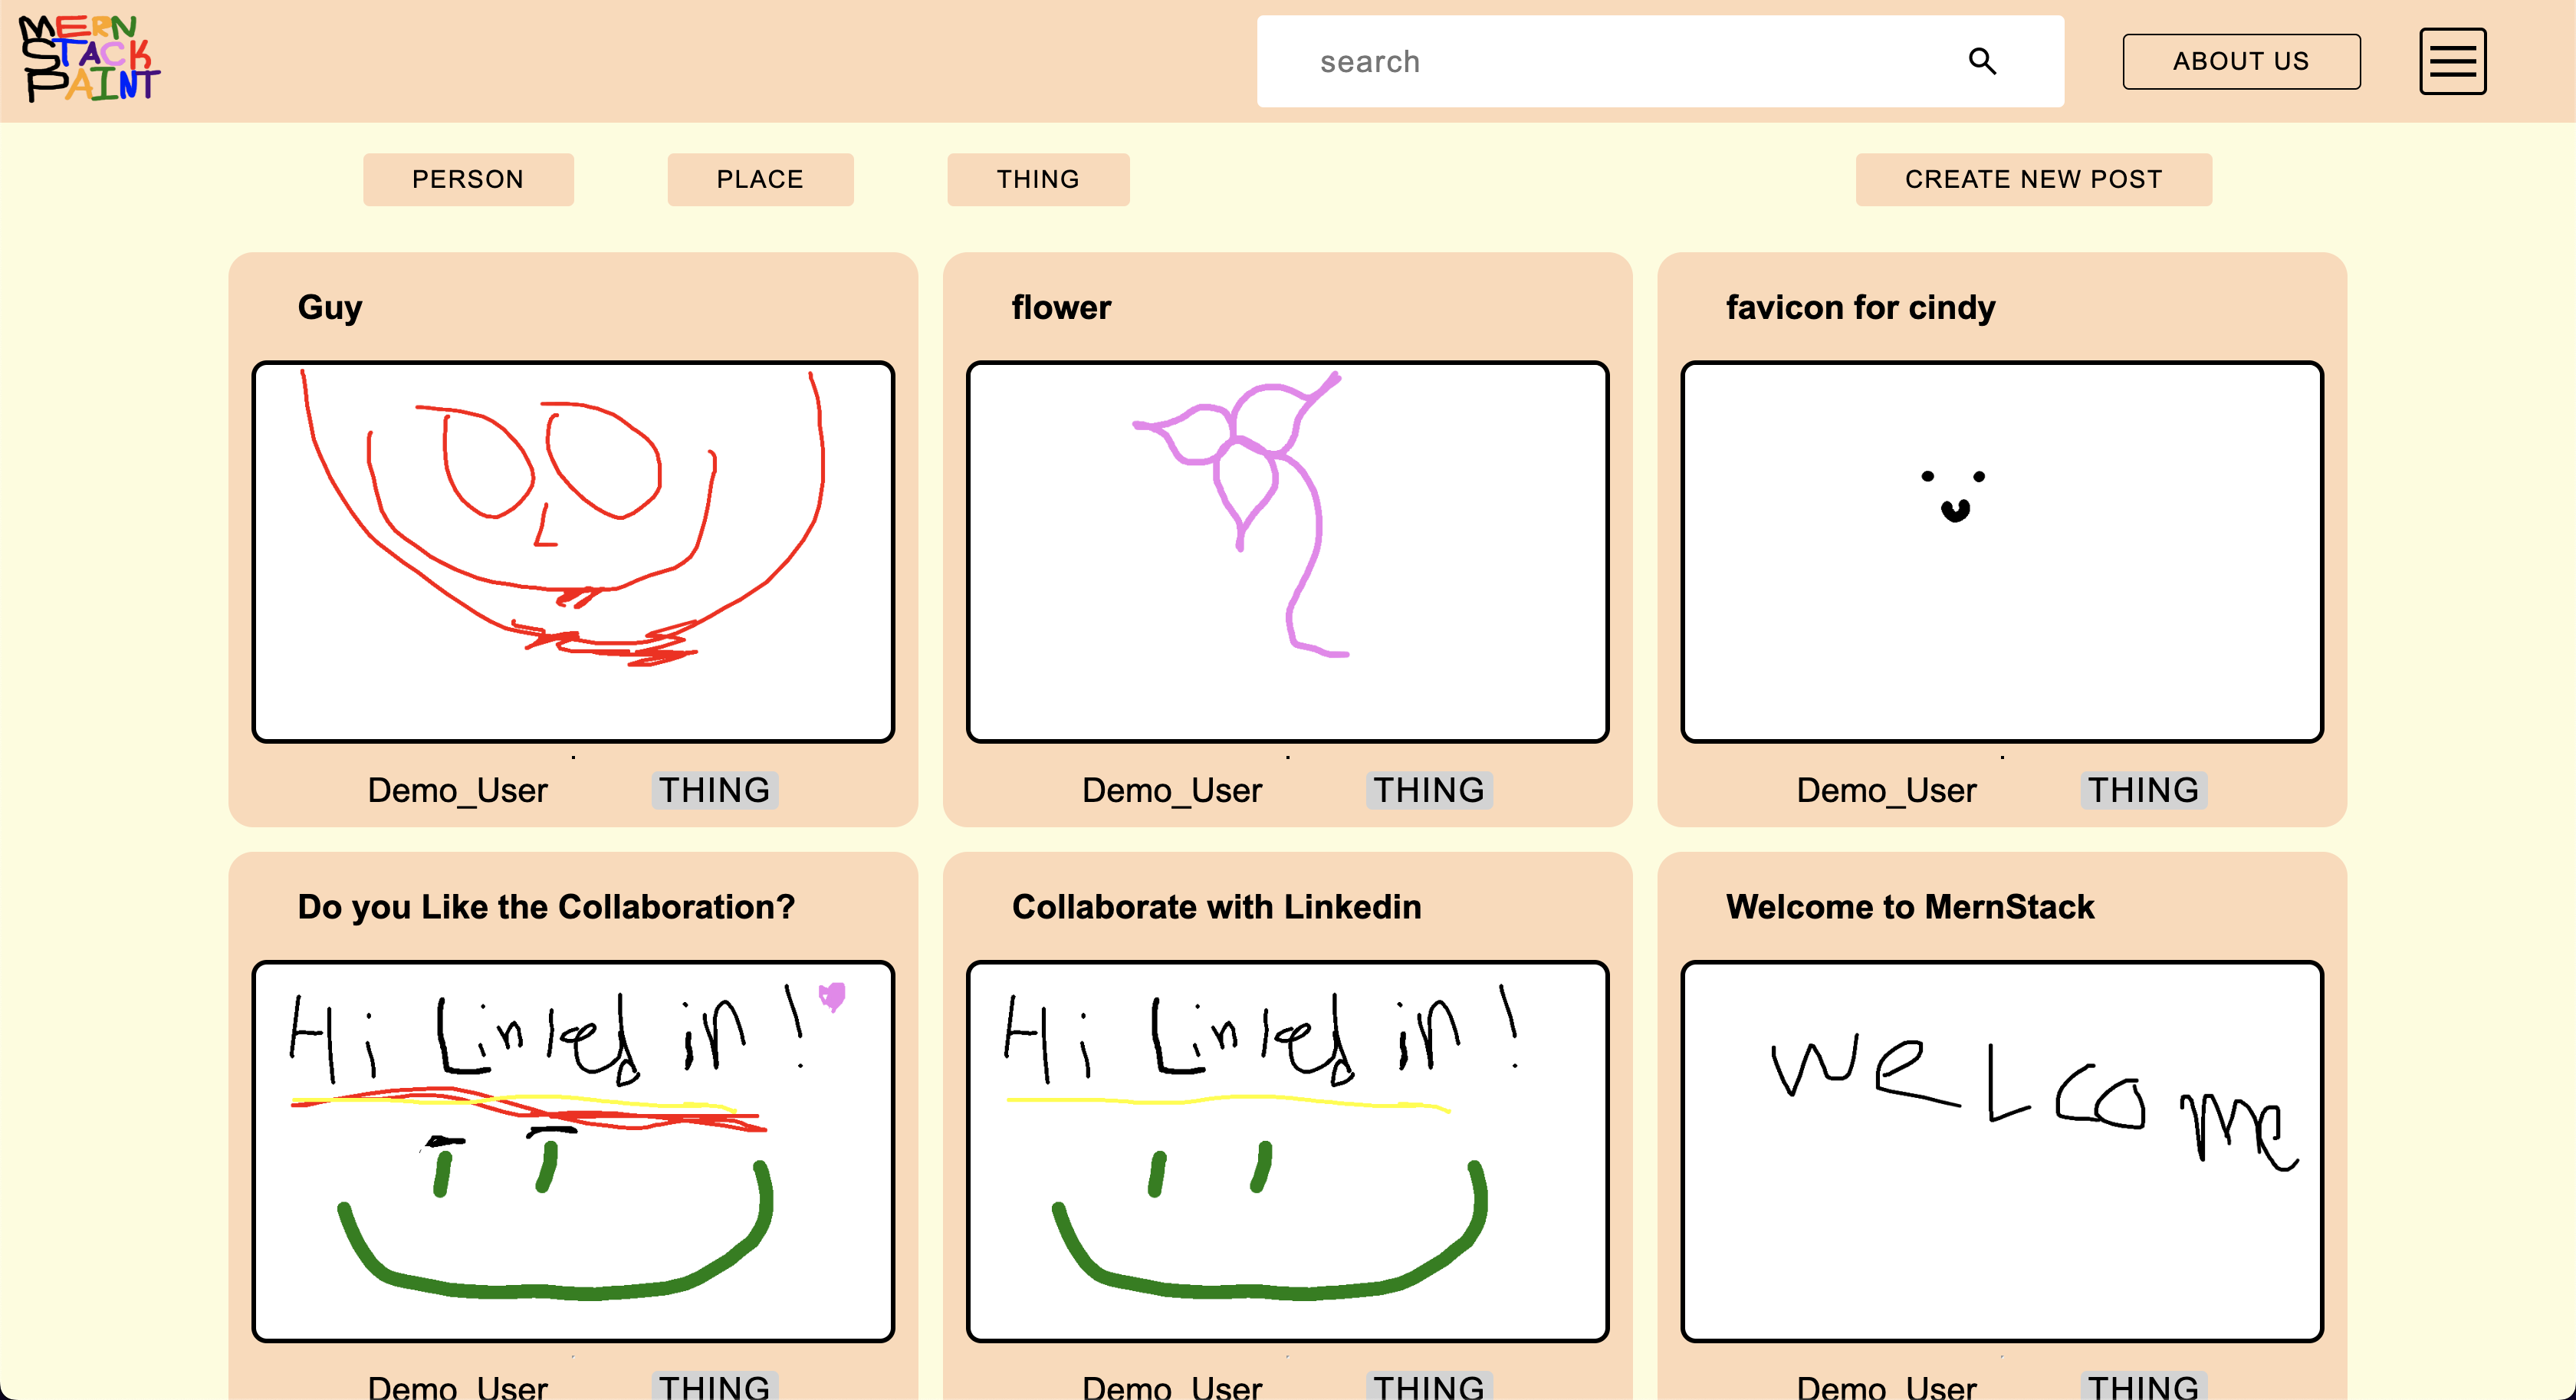 MERN
STACK
PAINT
search
ABOUT US
PERSON PLACE THING CREATE NEW POST
Guy
flower
favicon for cindy
Demo_User THING
Demo_User THING
Demo_User THING
Do you Like the Collaboration?
Collaborate with Linkedin
Welcome to MernStack
Hi Linked in !
Hi Linked in !
WeLcome
Demo_User THING
Demo_User THING
Demo_User THING